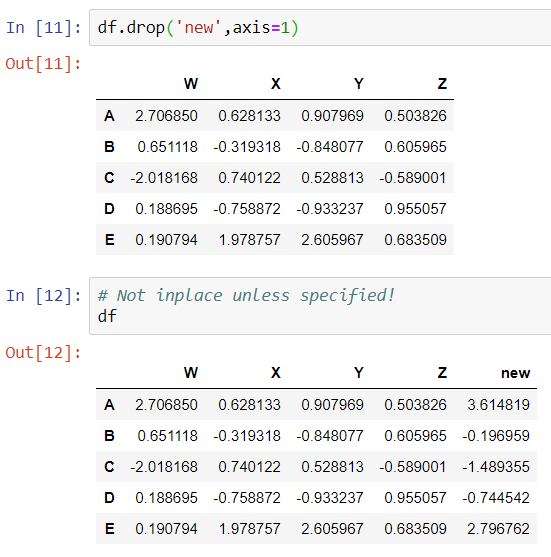 In [11]: df.drop('new',axis=1)
Out[11]:
W X Y Z
A 2.706850 0.628133 0.907969 0.503826
B 0.651118 -0.319318 -0.848077 0.605965
C -2.018168 0.740122 0.528813 -0.589001
D 0.188695 -0.758872 -0.933237 0.955057
E 0.190794 1.978757 2.605967 0.683509
In [12]: # Not inplace unless specified!
df
Out[12]:
W X Y Z new
A 2.706850 0.628133 0.907969 0.503826 3.614819
B 0.651118 -0.319318 -0.848077 0.605965 -0.196959
C -2.018168 0.740122 0.528813 -0.589001 -1.489355
D 0.188695 -0.758872 -0.933237 0.955057 -0.744542
E 0.190794 1.978757 2.605967 0.683509 2.796762